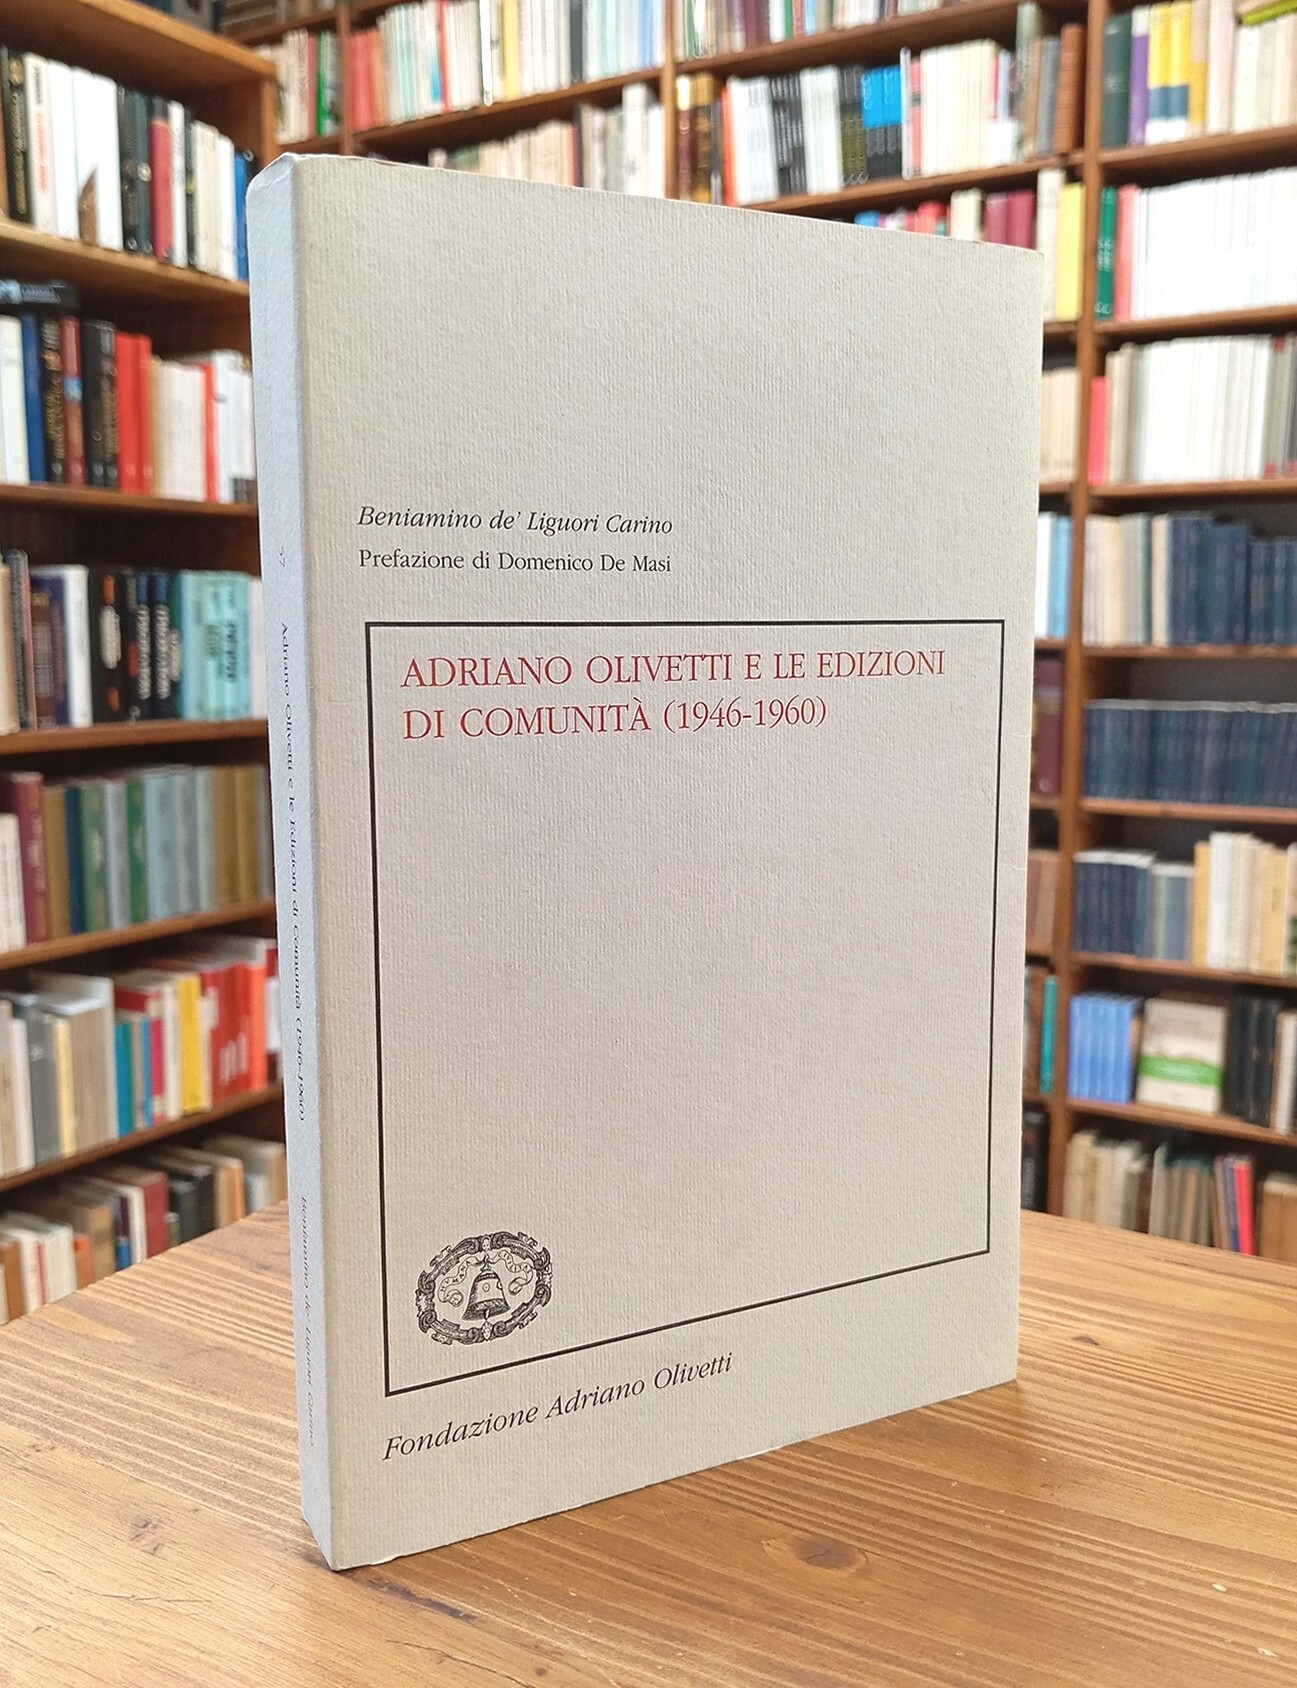 Beniamino de' Liguori Carino
Prefazione di Domenico De Masi
ADRIANO OLIVETTI E LE EDIZIONI
DI COMUNITÀ (1946-1960)
Fondazione Adriano Olivetti
57
Adriano Olivetti e le Edizioni di Comunità (1946-1960)
Beniamino de' Liguori Carino